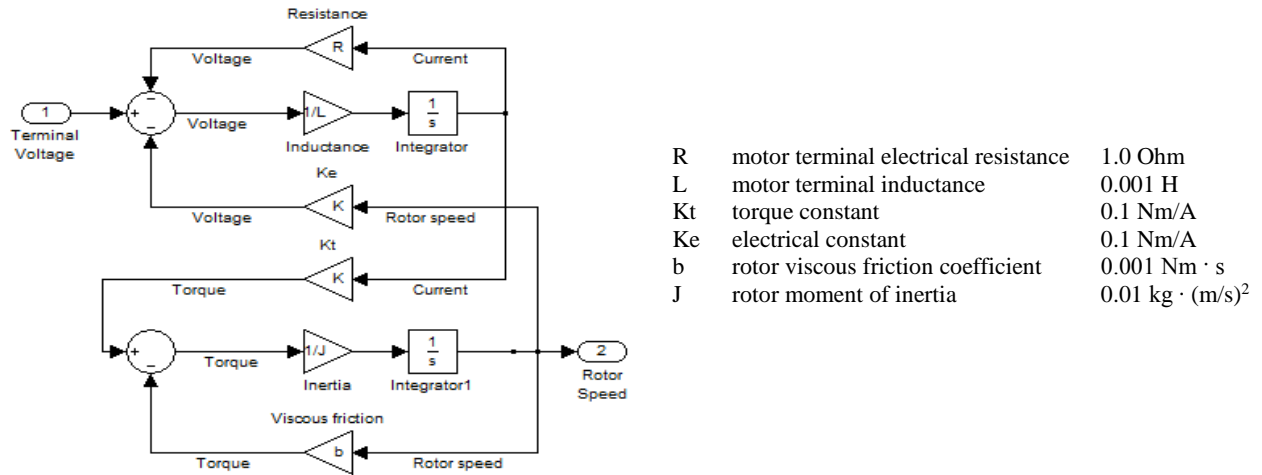 Resistance
R
Voltage
Current
1
Terminal
Voltage
+
−
−
Voltage
1/L
Inductance
1
s
Integrator
Ke
K
Voltage
Rotor speed
Kt
K
Torque
Current
+
−
Torque
1/J
Inertia
1
s
Integrator1
2
Rotor
Speed
Viscous friction
b
Torque
Rotor speed
R motor terminal electrical resistance 1.0 Ohm
L motor terminal inductance 0.001 H
Kt torque constant 0.1 Nm/A
Ke electrical constant 0.1 Nm/A
b rotor viscous friction coefficient 0.001 Nm · s
J rotor moment of inertia 0.01 kg · (m/s)²